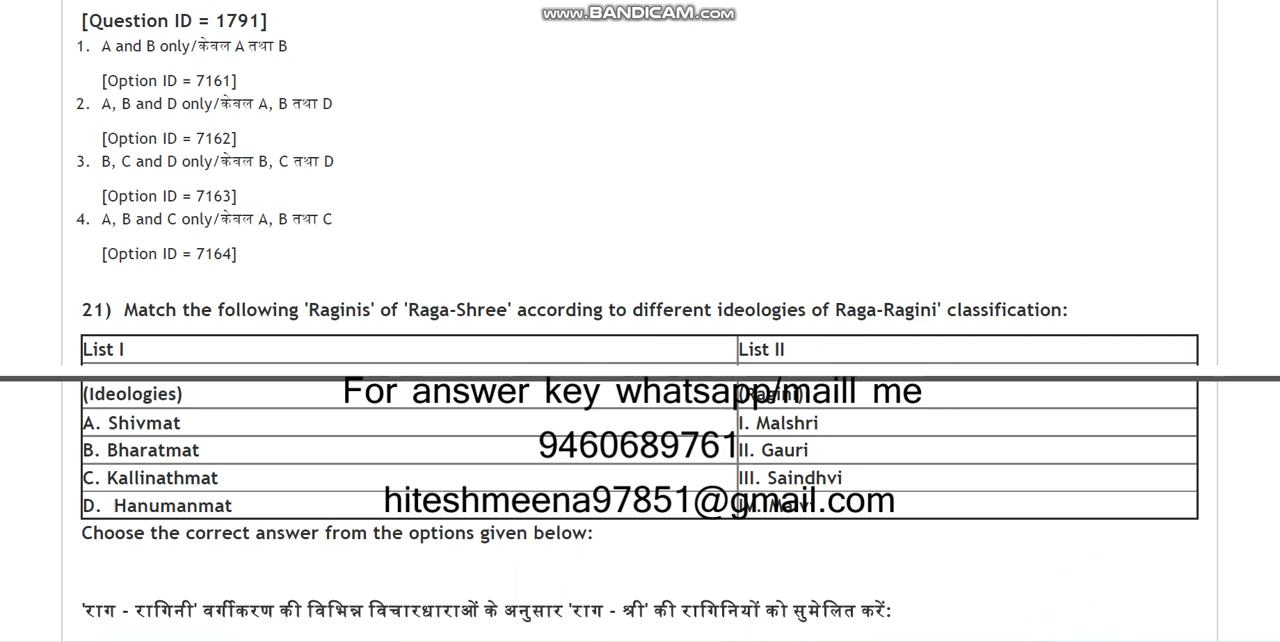 www.BANDICAM.com
[Question ID = 1791]
1. A and B only/केवल A तथा B
[Option ID = 7161]
2. A, B and D only/केवल A, B तथा D
[Option ID = 7162]
3. B, C and D only/केवल B, C तथा D
[Option ID = 7163]
4. A, B and C only/केवल A, B तथा C
[Option ID = 7164]
21) Match the following 'Raginis' of 'Raga-Shree' according to different ideologies of Raga-Ragini' classification:
List I List II
(Ideologies) (Ragini)
For answer key whatsapp/maill me
A. Shivmat I. Malshri
9460689761
B. Bharatmat II. Gauri
C. Kallinathmat III. Saindhvi
hiteshmeena97851@gmail.com
D. Hanumanmat
Choose the correct answer from the options given below:
'राग - रागिनी' वर्गीकरण की विभिन्न विचारधाराओं के अनुसार 'राग - श्री' की रागिनियों को सुमेलित करें: